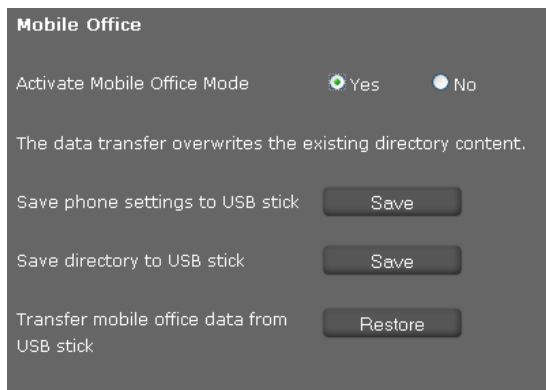 Mobile Office
Activate Mobile Office Mode Yes No
The data transfer overwrites the existing directory content.
Save phone settings to USB stick Save
Save directory to USB stick Save
Transfer mobile office data from Restore
USB stick